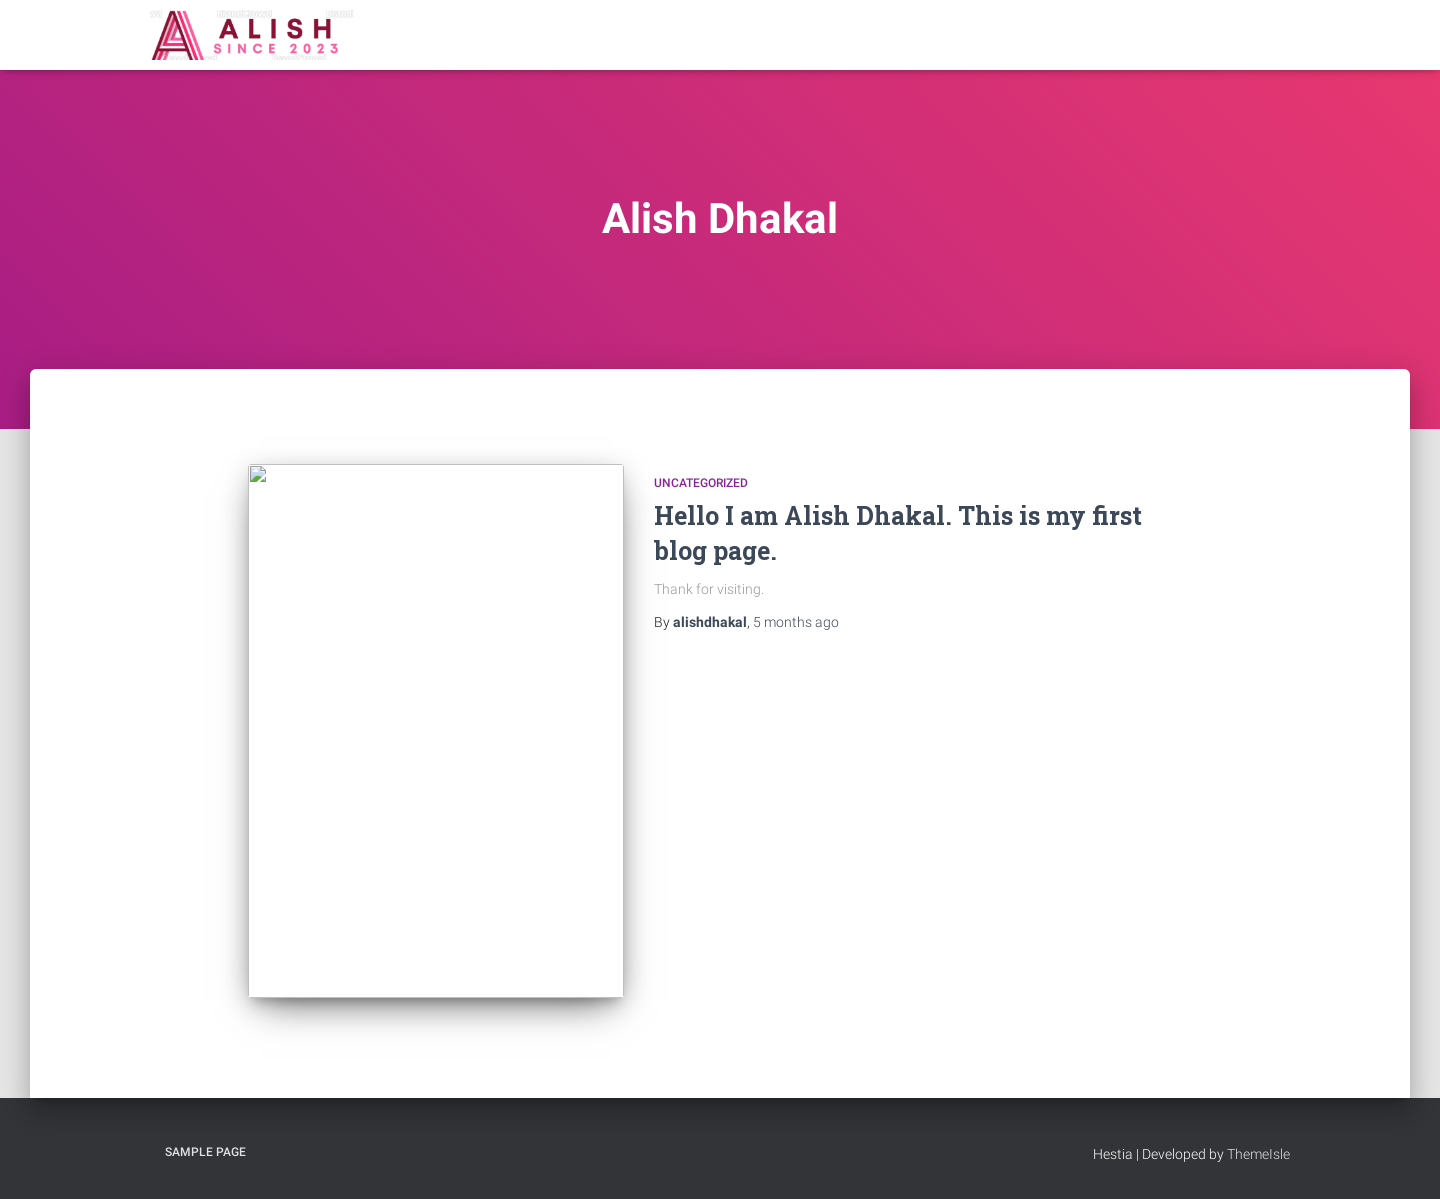 ALISH
SINCE 2023
Alish Dhakal
UNCATEGORIZED
Hello I am Alish Dhakal. This is my first
blog page.
Thank for visiting.
By alishdhakal, 5 months ago
SAMPLE PAGE
Hestia | Developed by ThemeIsle